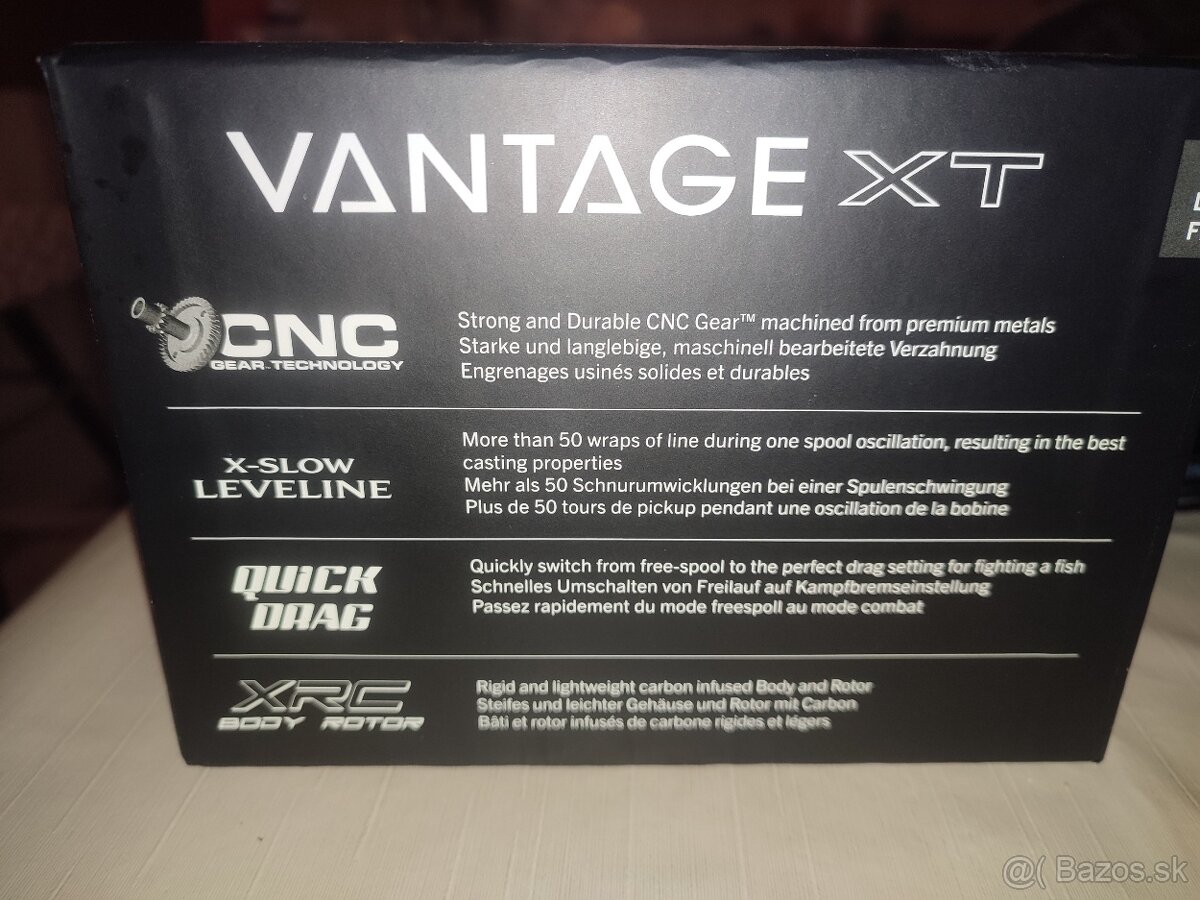 VANTAGE XT
CNC
GEAR TECHNOLOGY
Strong and Durable CNC Gear™ machined from premium metals
Starke und langlebige, maschinell bearbeitete Verzahnung
Engrenages usinés solides et durables
X-SLOW
LEVELINE
More than 50 wraps of line during one spool oscillation, resulting in the best
casting properties
Mehr als 50 Schnurumwicklungen bei einer Spulenschwingung
Plus de 50 tours de pickup pendant une oscillation de la bobine
QUiCK
DRAG
Quickly switch from free-spool to the perfect drag setting for fighting a fish
Schnelles Umschalten von Freilauf auf Kampfbremseinstellung
Passez rapidement du mode freespoll au mode combat
XRC
BODY ROTOR
Rigid and lightweight carbon infused Body and Rotor
Steifes und leichter Gehäuse und Rotor mit Carbon
Bâti et rotor infusés de carbone rigides et légers
@( Bazos.sk